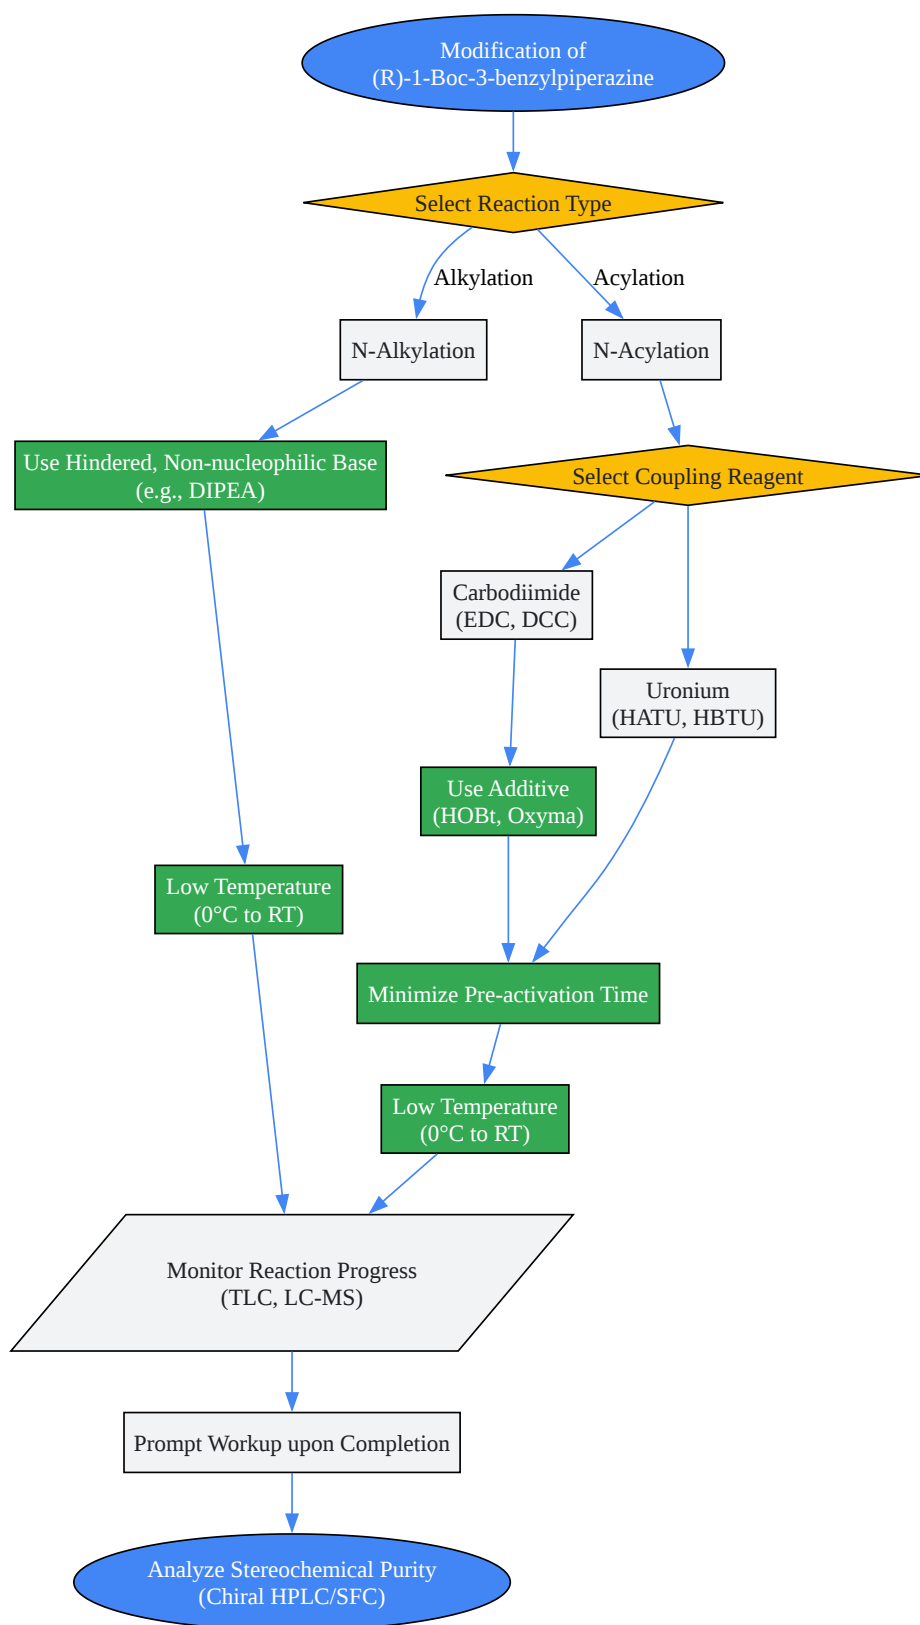 Modification of
(R)-1-Boc-3-benzylpiperazine
Select Reaction Type
Alkylation
Acylation
N-Alkylation
N-Acylation
Use Hindered, Non-nucleophilic Base
(e.g., DIPEA)
Select Coupling Reagent
Carbodiimide
(EDC, DCC)
Uronium
(HATU, HBTU)
Use Additive
(HOBt, Oxyma)
Low Temperature
(0°C to RT)
Minimize Pre-activation Time
Low Temperature
(0°C to RT)
Monitor Reaction Progress
(TLC, LC-MS)
Prompt Workup upon Completion
Analyze Stereochemical Purity
(Chiral HPLC/SFC)